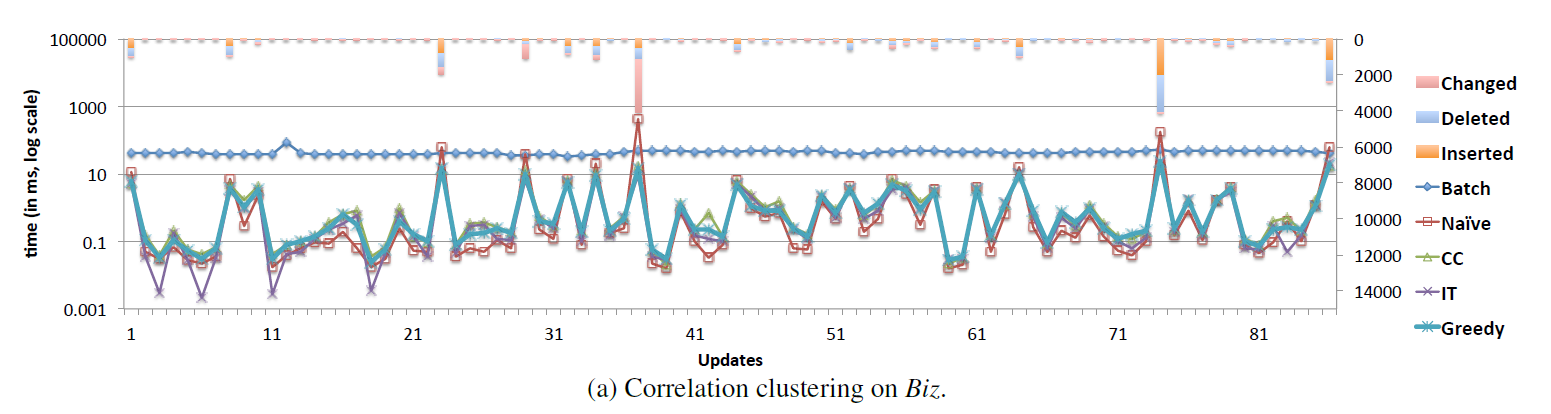 100000
1000
10
0.1
0.001
time (in ms, log scale)
1
11
21
31
41
51
61
71
81
Updates
0
2000
4000
6000
8000
10000
12000
14000
Changed
Deleted
Inserted
Batch
Naïve
CC
IT
Greedy
(a) Correlation clustering on Biz.